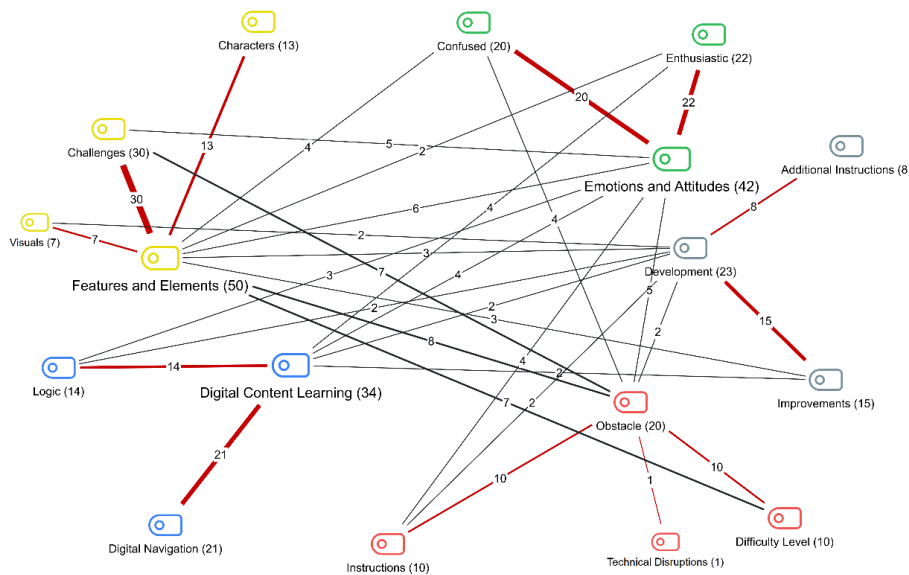 Characters (13)
Confused (20)
Enthusiastic (22)
20
22
Challenges (30)
13
4
5
2
Emotions and Attitudes (42)
Additional Instructions (8
30
6
4
8
Visuals (7)
7
2
4
3
Development (23)
Features and Elements (50)
3
4
7
5
2
2
3
15
8
2
Logic (14)
14
Digital Content Learning (34)
4
2
Improvements (15)
7
2
Obstacle (20)
21
10
1
10
Digital Navigation (21)
Instructions (10)
Technical Disruptions (1)
Difficulty Level (10)